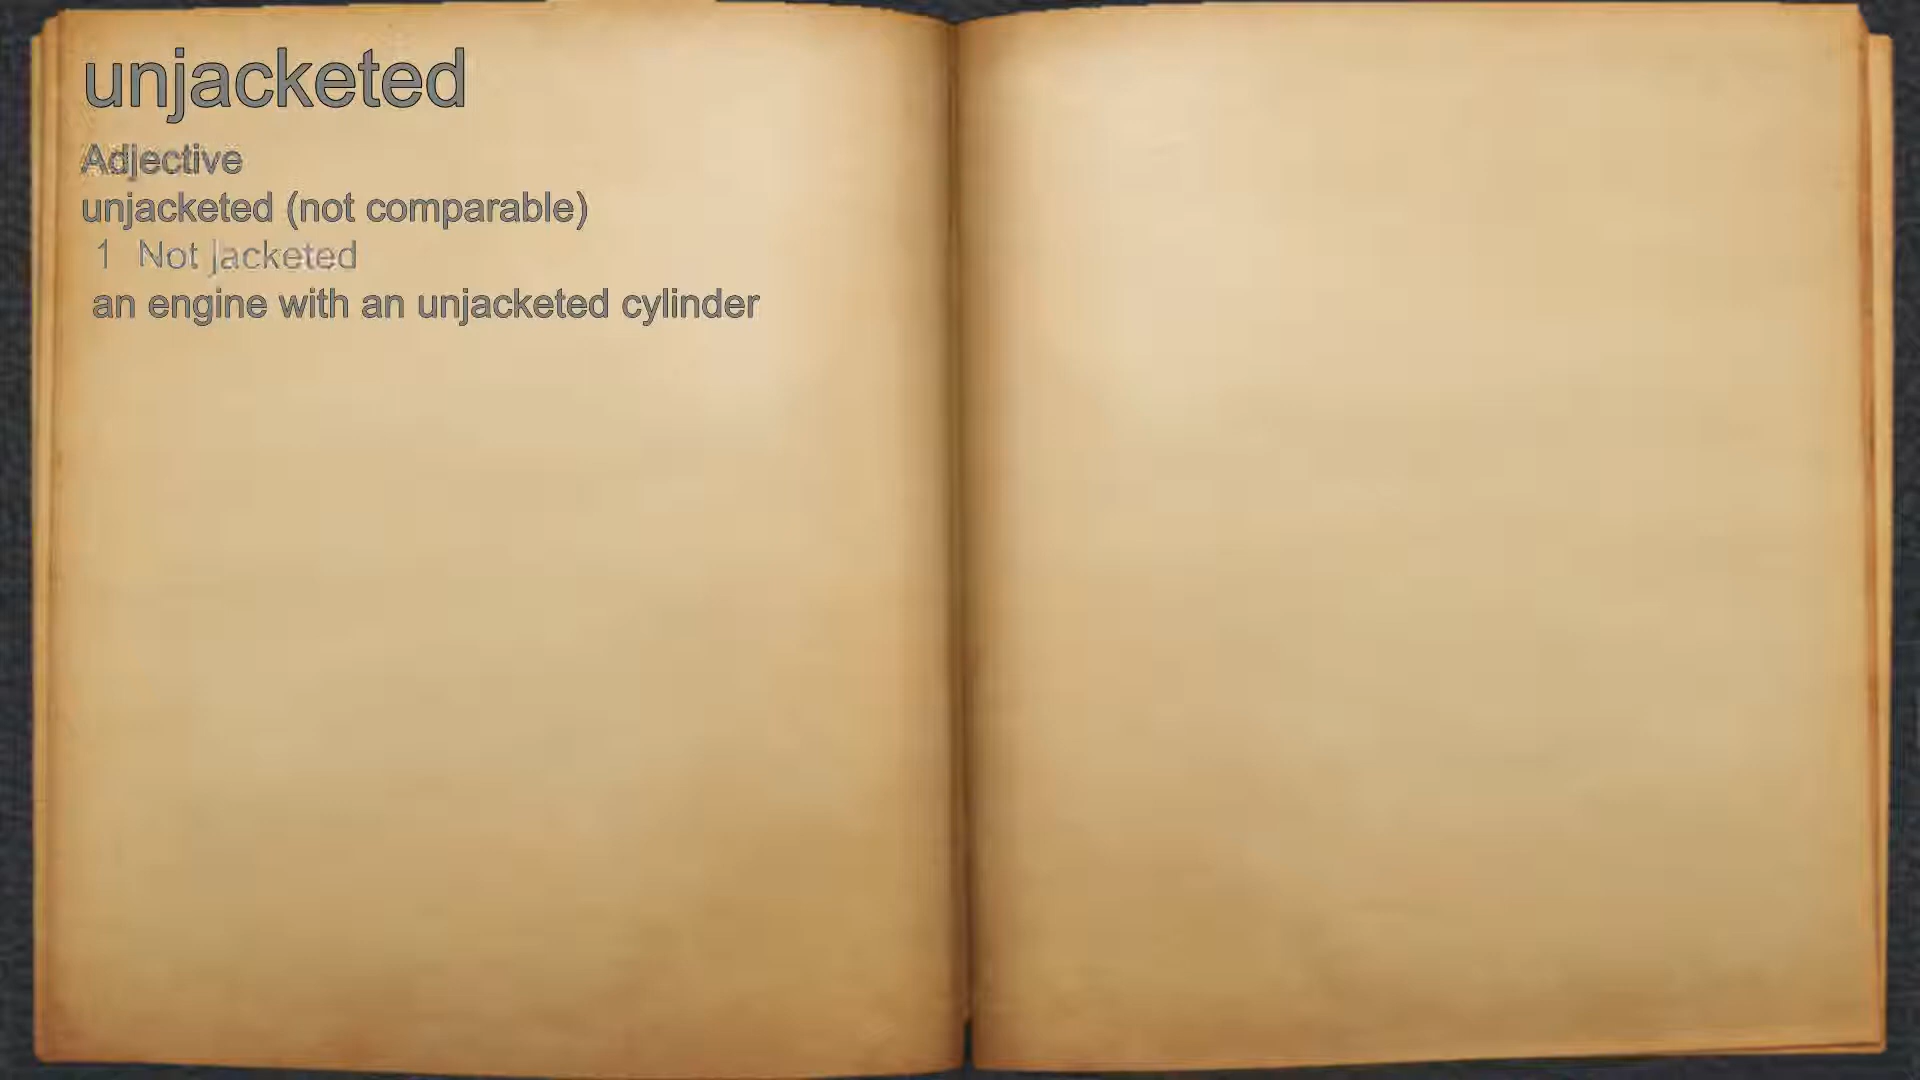 unjacketed
Adjective
unjacketed (not comparable)
1 Not jacketed
an engine with an unjacketed cylinder